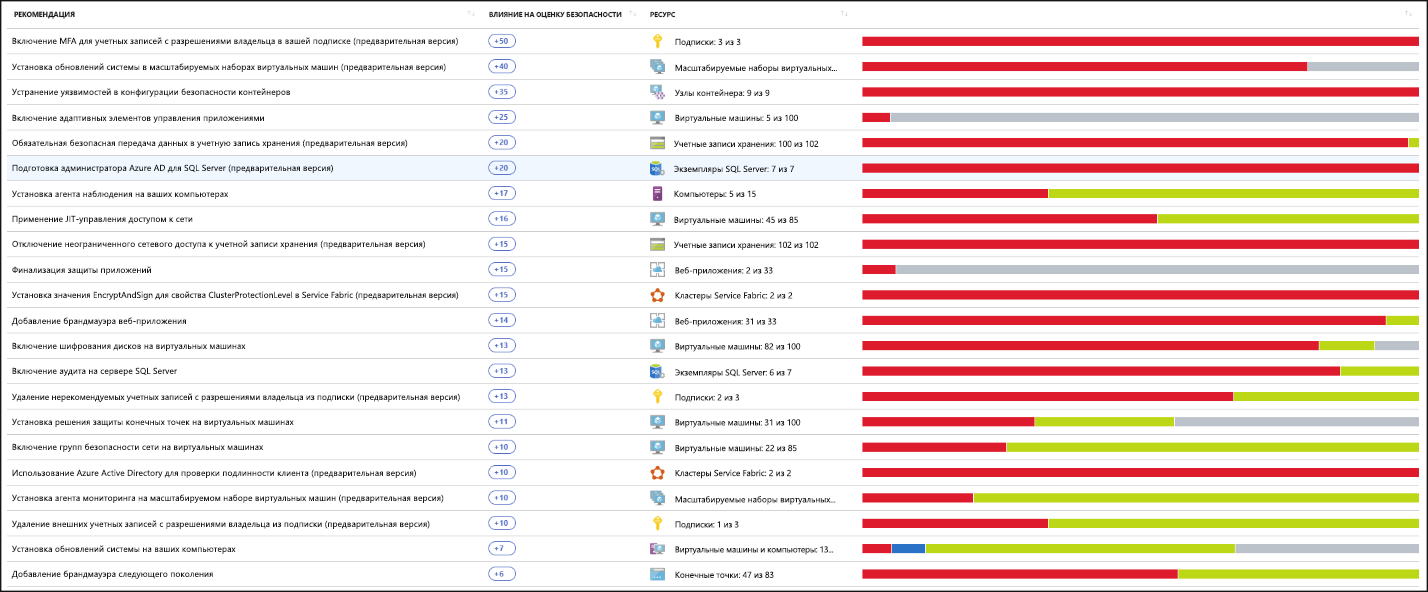 РЕКОМЕНДАЦИЯ ВЛИЯНИЕ НА ОЦЕНКУ БЕЗОПАСНОСТИ РЕСУРС
Включение MFA для учетных записей с разрешениями владельца в вашей подписке (предварительная версия) +50 Подписки: 3 из 3
Установка обновлений системы в масштабируемых наборах виртуальных машин (предварительная версия) +40 Масштабируемые наборы виртуальных...
Устранение уязвимостей в конфигурации безопасности контейнеров +35 Узлы контейнера: 9 из 9
Включение адаптивных элементов управления приложениями +25 Виртуальные машины: 5 из 100
Обязательная безопасная передача данных в учетную запись хранения (предварительная версия) +20 Учетные записи хранения: 100 из 102
Подготовка администратора Azure AD для SQL Server (предварительная версия) +20 Экземпляры SQL Server: 7 из 7
Установка агента наблюдения на ваших компьютерах +17 Компьютеры: 5 из 15
Применение JIT-управления доступом к сети +16 Виртуальные машины: 45 из 85
Отключение неограниченного сетевого доступа к учетной записи хранения (предварительная версия) +15 Учетные записи хранения: 102 из 102
Финализация защиты приложений +15 Веб-приложения: 2 из 33
Установка значения EncryptAndSign для свойства ClusterProtectionLevel в Service Fabric (предварительная версия) +15 Кластеры Service Fabric: 2 из 2
Добавление брандмауэра веб-приложения +14 Веб-приложения: 31 из 33
Включение шифрования дисков на виртуальных машинах +13 Виртуальные машины: 82 из 100
Включение аудита на сервере SQL Server +13 Экземпляры SQL Server: 6 из 7
Удаление нерекомендуемых учетных записей с разрешениями владельца из подписки (предварительная версия) +13 Подписки: 2 из 3
Установка решения защиты конечных точек на виртуальных машинах +11 Виртуальные машины: 31 из 100
Включение групп безопасности сети на виртуальных машинах +10 Виртуальные машины: 22 из 85
Использование Azure Active Directory для проверки подлинности клиента (предварительная версия) +10 Кластеры Service Fabric: 2 из 2
Установка агента мониторинга на масштабируемом наборе виртуальных машин (предварительная версия) +10 Масштабируемые наборы виртуальных...
Удаление внешних учетных записей с разрешениями владельца из подписки (предварительная версия) +10 Подписки: 1 из 3
Установка обновлений системы на ваших компьютерах +7 Виртуальные машины и компьютеры: 13...
Добавление брандмауэра следующего поколения +6 Конечные точки: 47 из 83